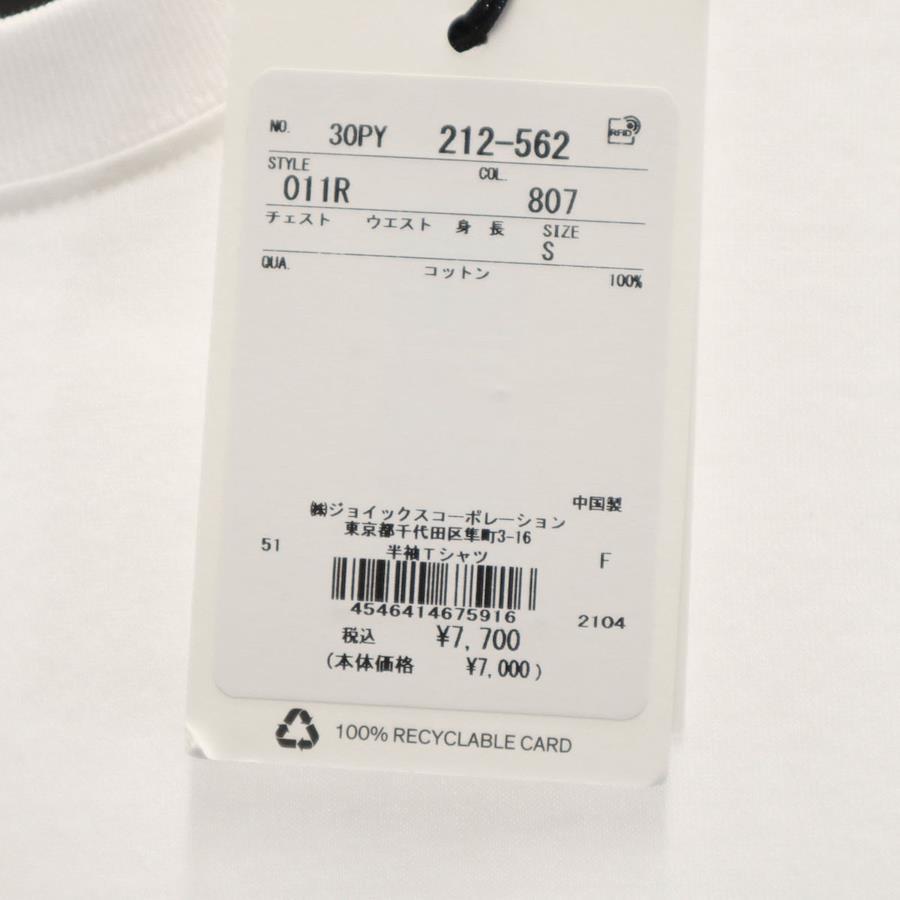 NO. 30PY 212-562 RFID
STYLE COL.
011R 807
チェスト ウエスト 身 長 SIZE
S
QUA. コットン 100%
中国製
㈱ジョイックスコーポレーション
東京都千代田区隼町3-16
51 半袖Tシャツ F
4546414675916 2104
税込 ¥7,700
(本体価格 ¥7,000)
100% RECYCLABLE CARD